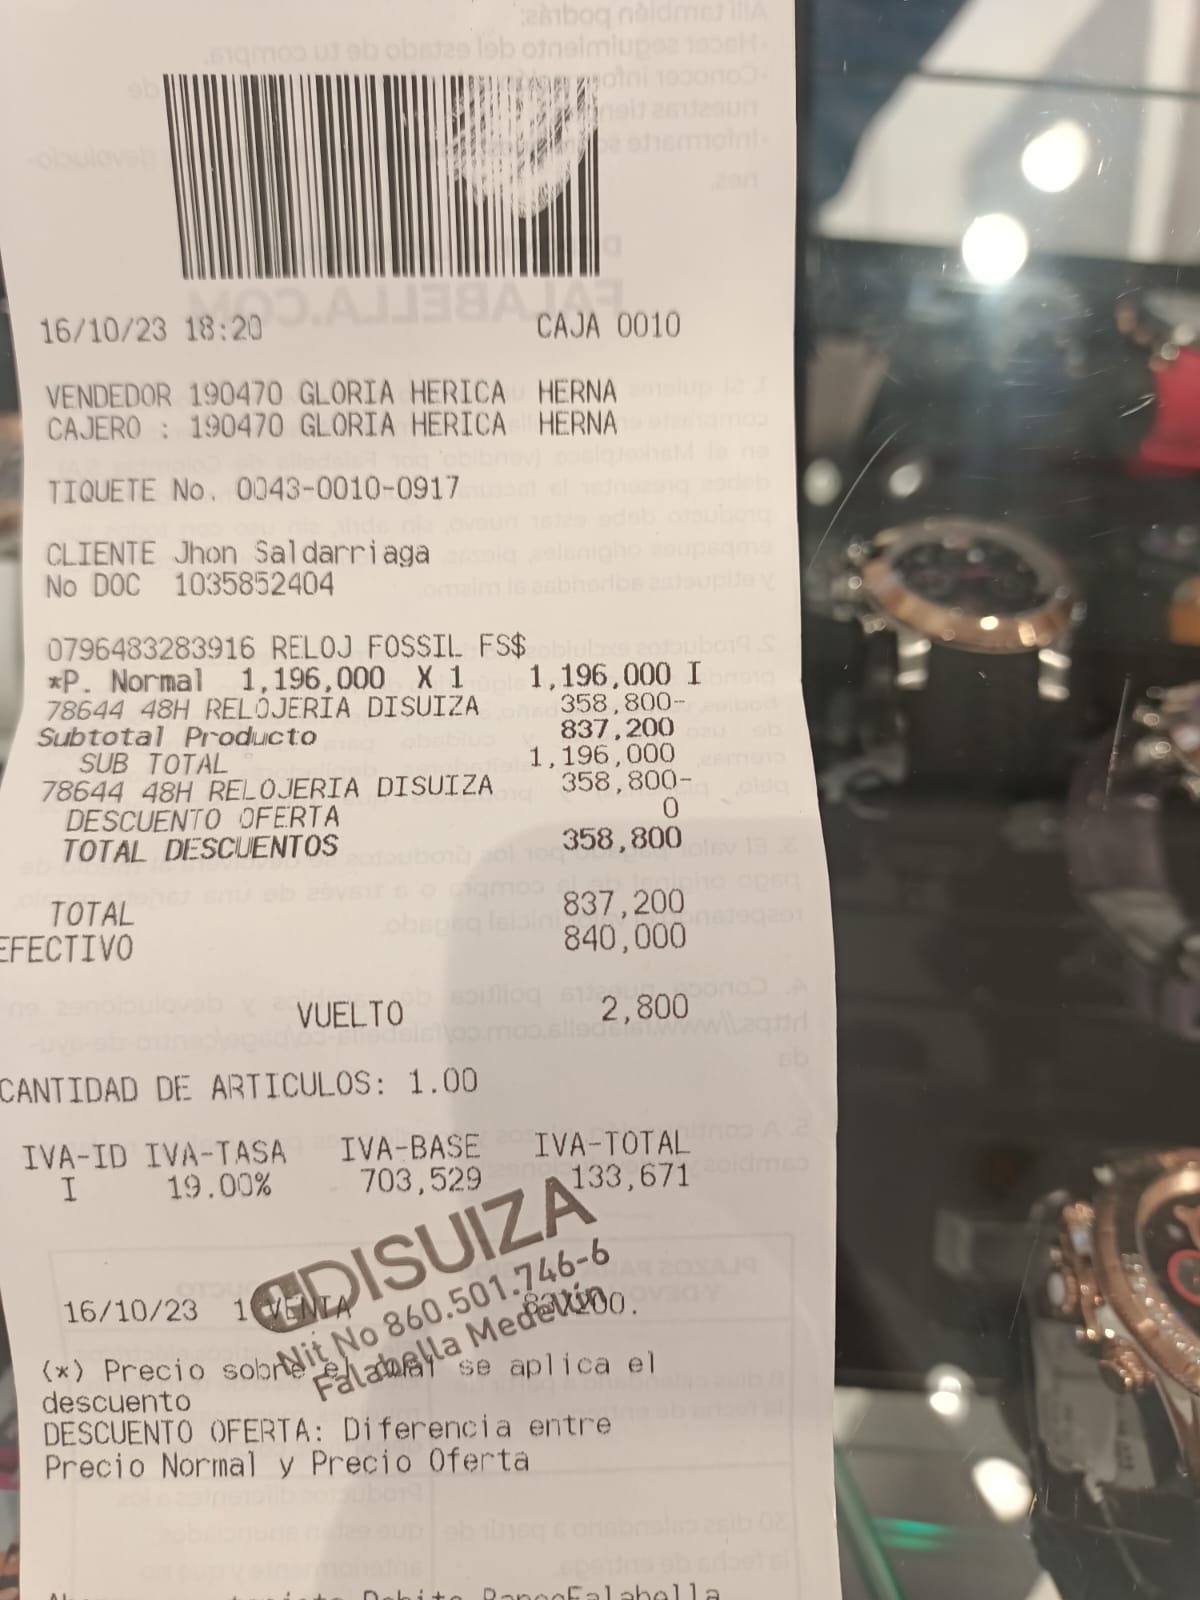 16/10/23 18:20 CAJA 0010
VENDEDOR 190470 GLORIA HERICA HERNA
CAJERO : 190470 GLORIA HERICA HERNA
TIQUETE No. 0043-0010-0917
CLIENTE Jhon Saldarriaga
No DOC 1035852404
0796483283916 RELOJ FOSSIL FS$
*P. Normal 1,196,000 X 1 1,196,000 I
78644 48H RELOJERIA DISUIZA 358,800-
Subtotal Producto 837,200
SUB TOTAL 1,196,000
78644 48H RELOJERIA DISUIZA 358,800-
DESCUENTO OFERTA 0
TOTAL DESCUENTOS 358,800
TOTAL 837,200
EFECTIVO 840,000
VUELTO 2,800
CANTIDAD DE ARTICULOS: 1.00
IVA-ID IVA-TASA IVA-BASE IVA-TOTAL
I 19.00% 703,529 133,671
DISUIZA
Nit No 860.501.746-6
Falabella Medellín
16/10/23 1 VENTA 837200.
(*) Precio sobre el cual se aplica el
descuento
DESCUENTO OFERTA: Diferencia entre
Precio Normal y Precio Oferta
Debito BancoFalabella